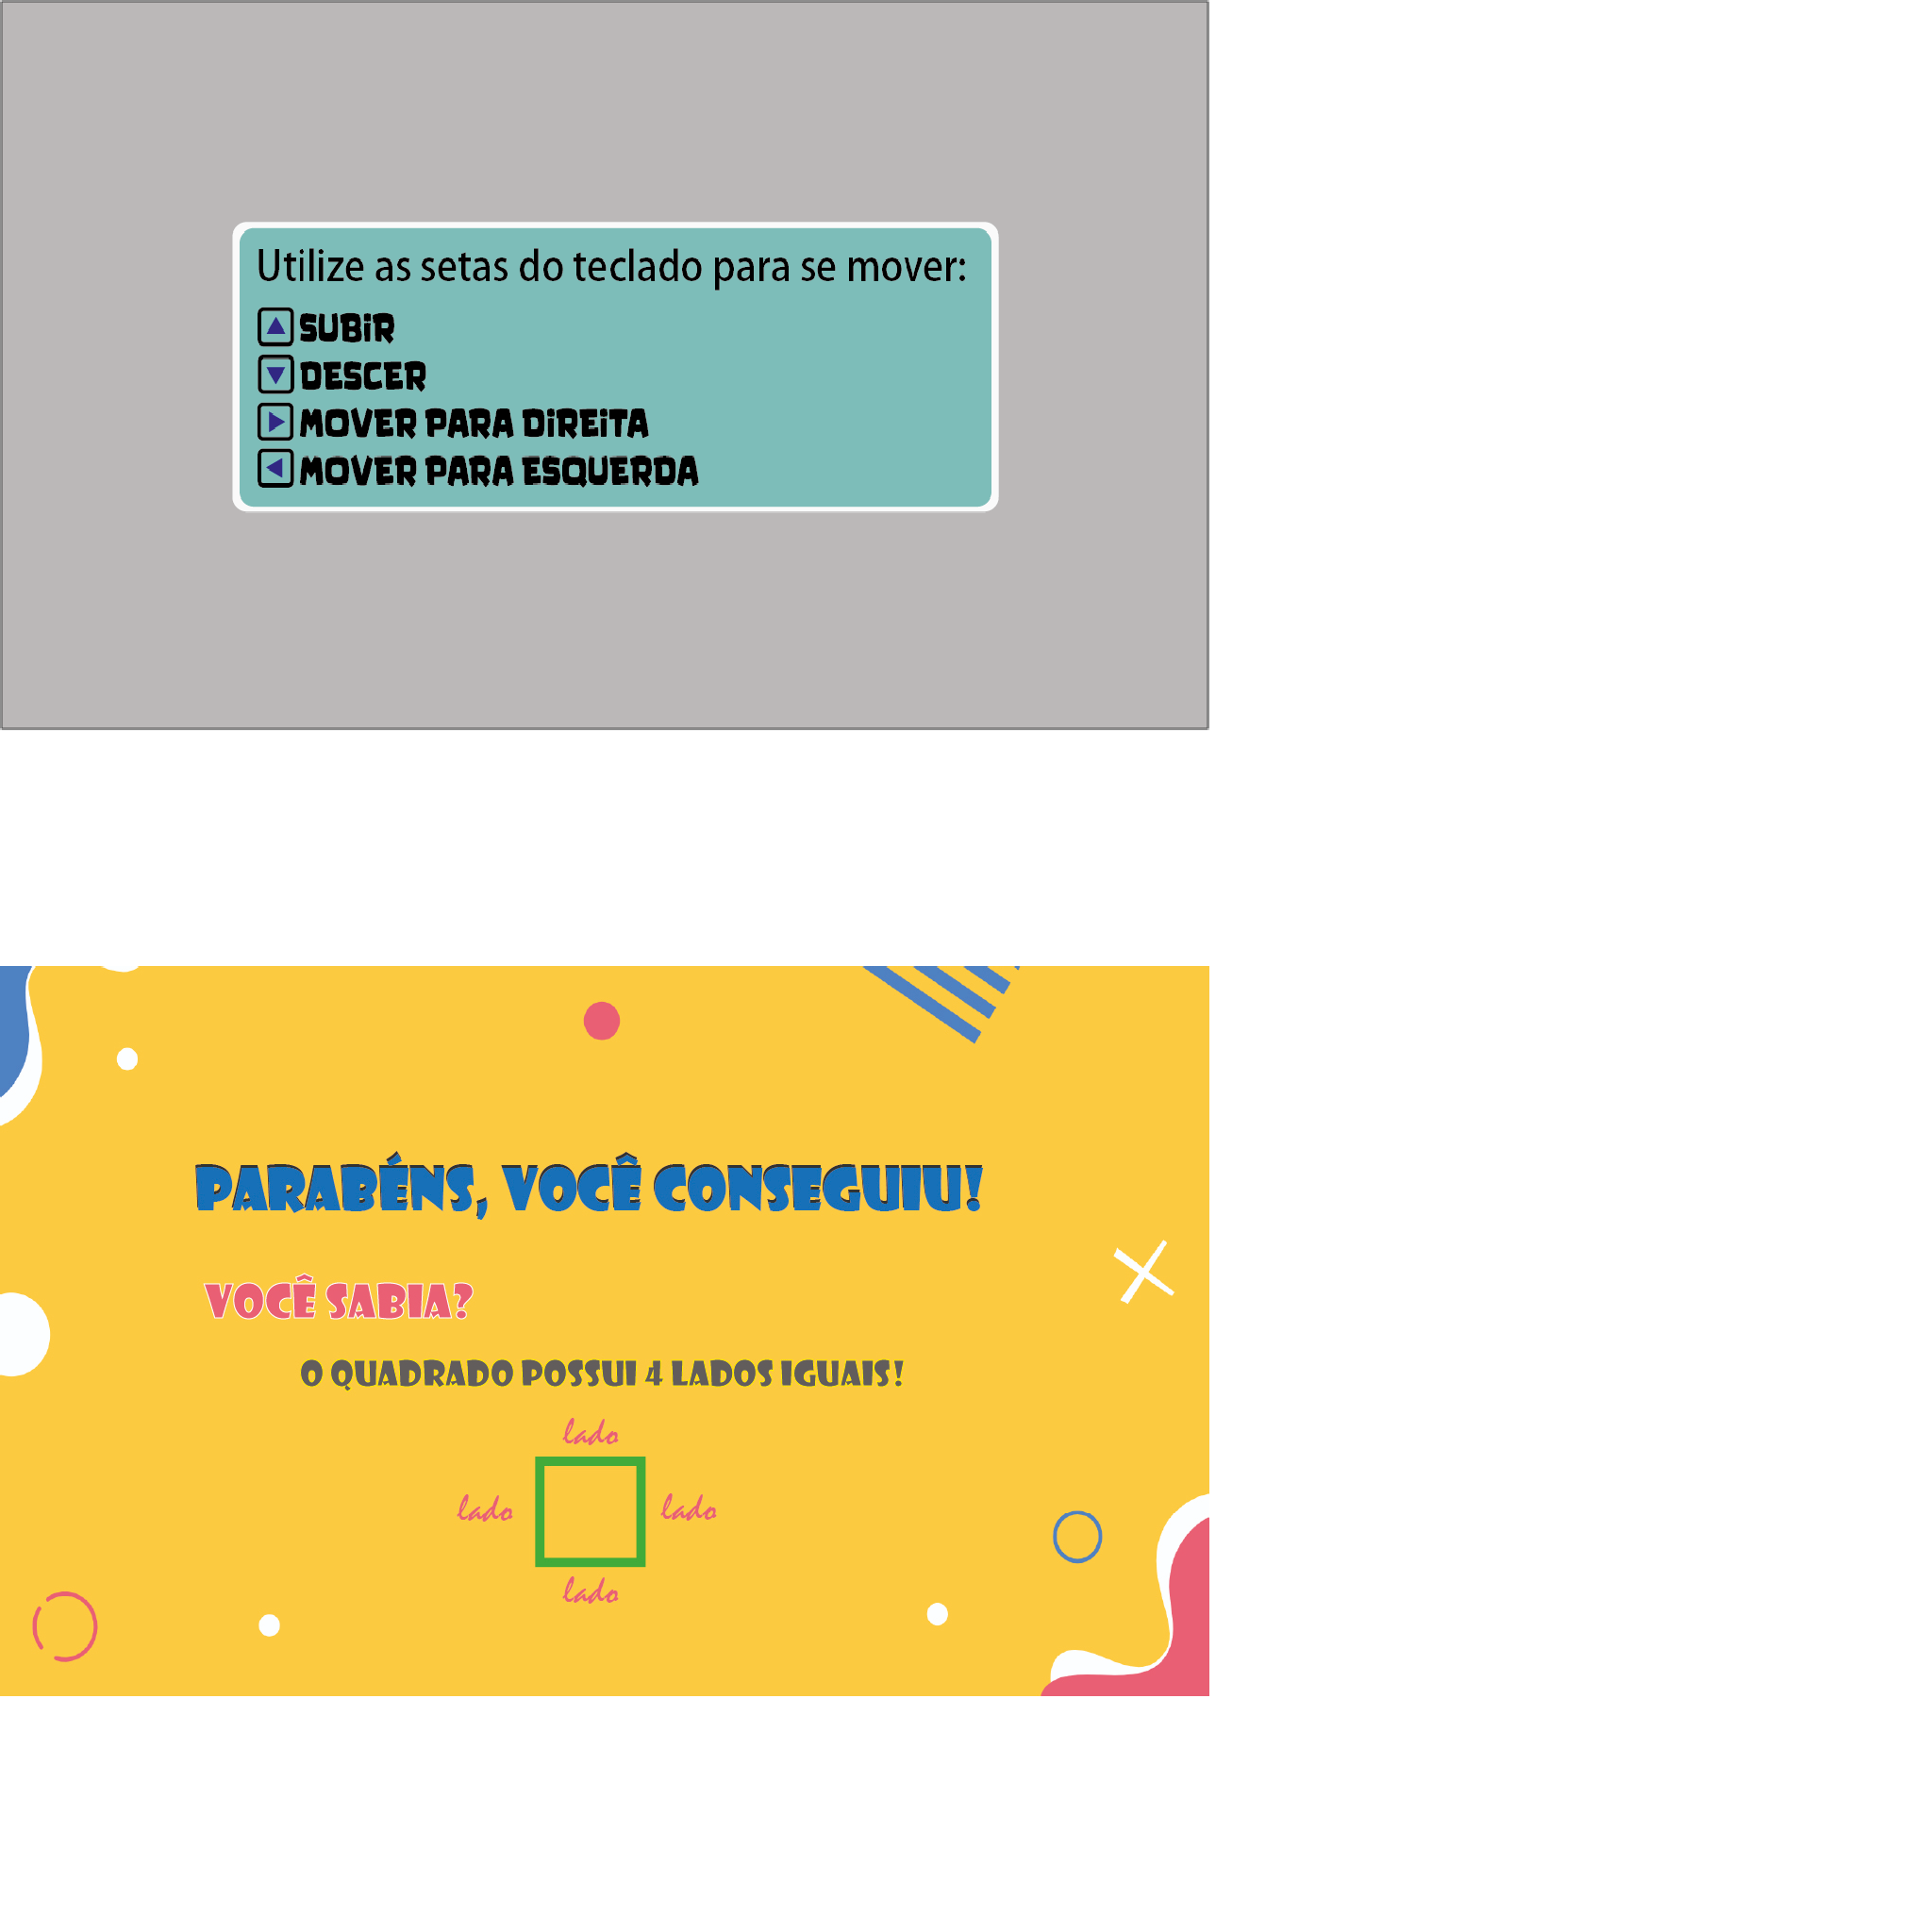 Utilize as setas do teclado para se mover:
SUBIR
DESCER
MOVER PARA DIREITA
MOVER PARA ESQUERDA
PARABÉNS, VOCÊ CONSEGUIU!
VOCÊ SABIA?
O QUADRADO POSSUI 4 LADOS IGUAIS!
lado
lado lado
lado